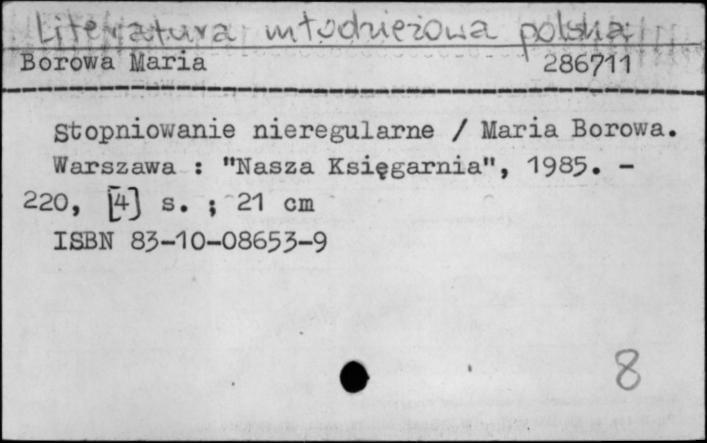 Literatura młodzieżowa polska
Borowa Maria 286711
Stopniowanie nieregularne / Maria Borowa.
Warszawa : "Nasza Księgarnia", 1985. -
220, [4] s. ; 21 cm
ISBN 83-10-08653-9
8